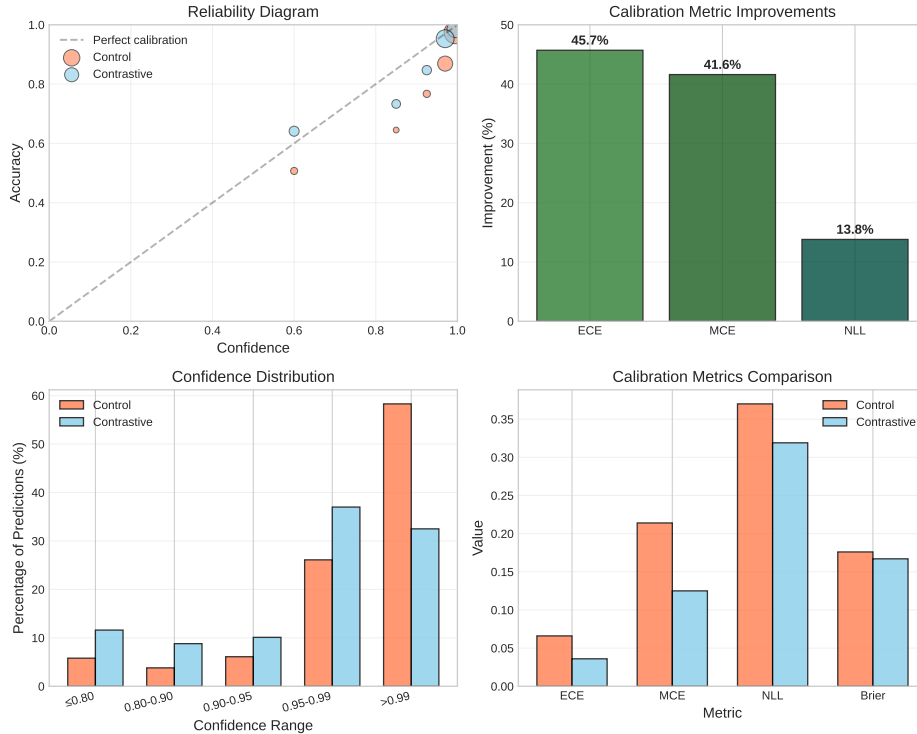 Reliability Diagram
Perfect calibration
Control
Contrastive
Accuracy
1.0
0.8
0.6
0.4
0.2
0.0
0.0 0.2 0.4 0.6 0.8 1.0
Confidence
Calibration Metric Improvements
Improvement (%)
50
40
30
20
10
0
45.7%
41.6%
13.8%
ECE MCE NLL
Confidence Distribution
Control
Contrastive
Percentage of Predictions (%)
60
50
40
30
20
10
0
≤0.80 0.80-0.90 0.90-0.95 0.95-0.99 >0.99
Confidence Range
Calibration Metrics Comparison
Control
Contrastive
Value
0.35
0.30
0.25
0.20
0.15
0.10
0.05
0.00
ECE MCE NLL Brier
Metric